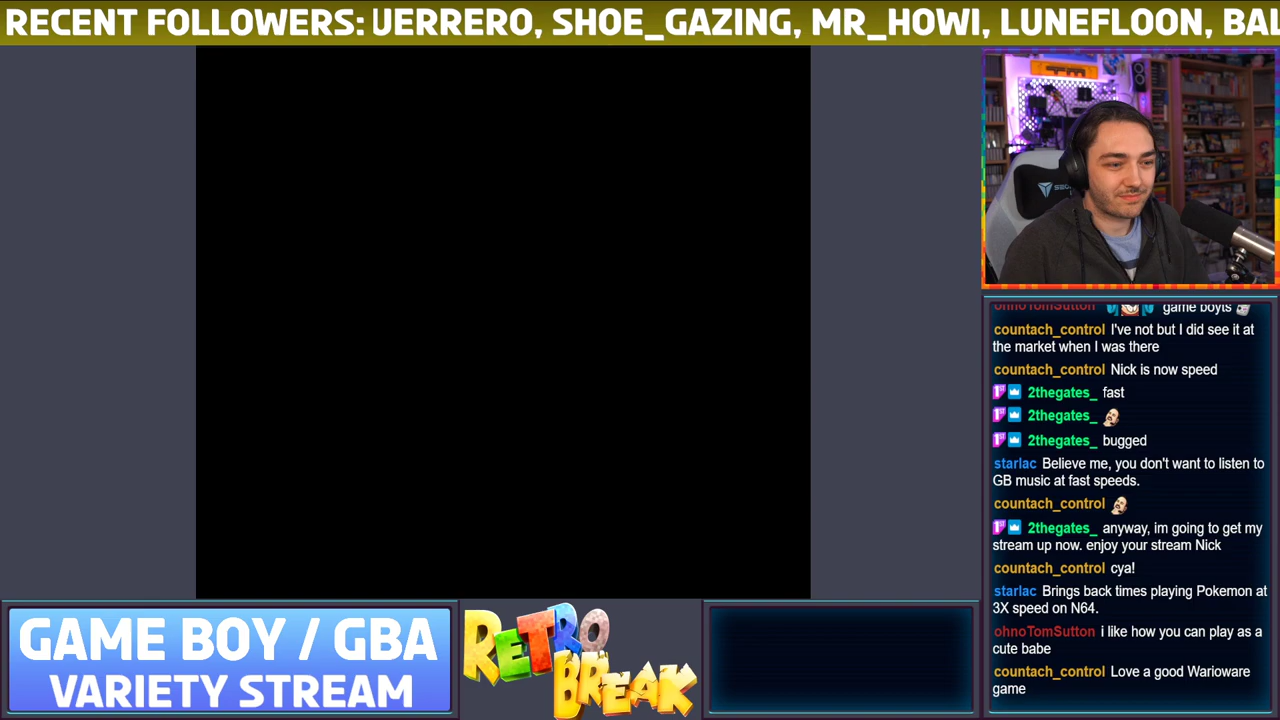 RECENT FOLLOWERS: UERRERO, SHOE_GAZING, MR_HOWI, LUNEFLOON, BAL
ohnoTomSutton game boyts
countach_control I've not but I did see it at
the market when I was there
countach_control Nick is now speed
2thegates_ fast
2thegates_
2thegates_ bugged
starlac Believe me, you don't want to listen to
GB music at fast speeds.
countach_control
2thegates_ anyway, im going to get my
stream up now. enjoy your stream Nick
countach_control cya!
starlac Brings back times playing Pokemon at
3X speed on N64.
ohnoTomSutton i like how you can play as a
cute babe
countach_control Love a good Warioware
game
GAME BOY / GBA
VARIETY STREAM
RETRO
BREAK